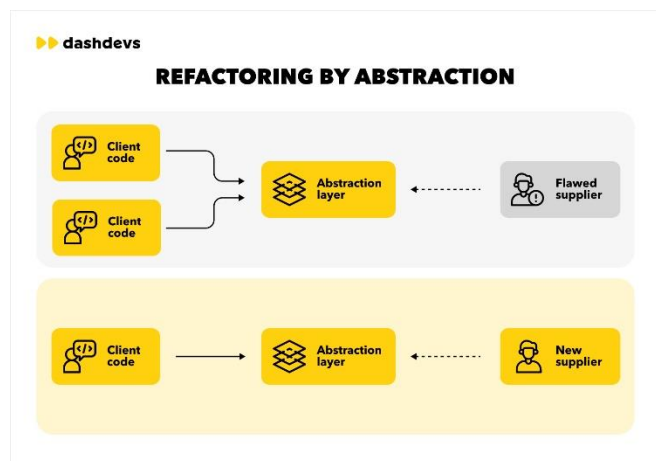 dashdevs
REFACTORING BY ABSTRACTION
Client
code
Client
code
Abstraction
layer
Flawed
supplier
Client
code
Abstraction
layer
New
supplier